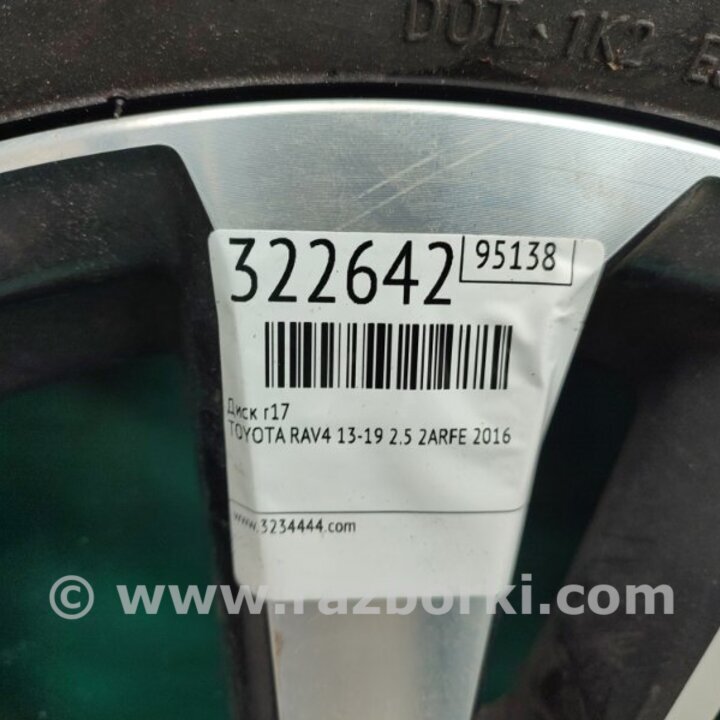 DOT 1K2
322642 95138
Диск r17
TOYOTA RAV4 13-19 2.5 2ARFE 2016
www.3234444.com
© www.razborki.com